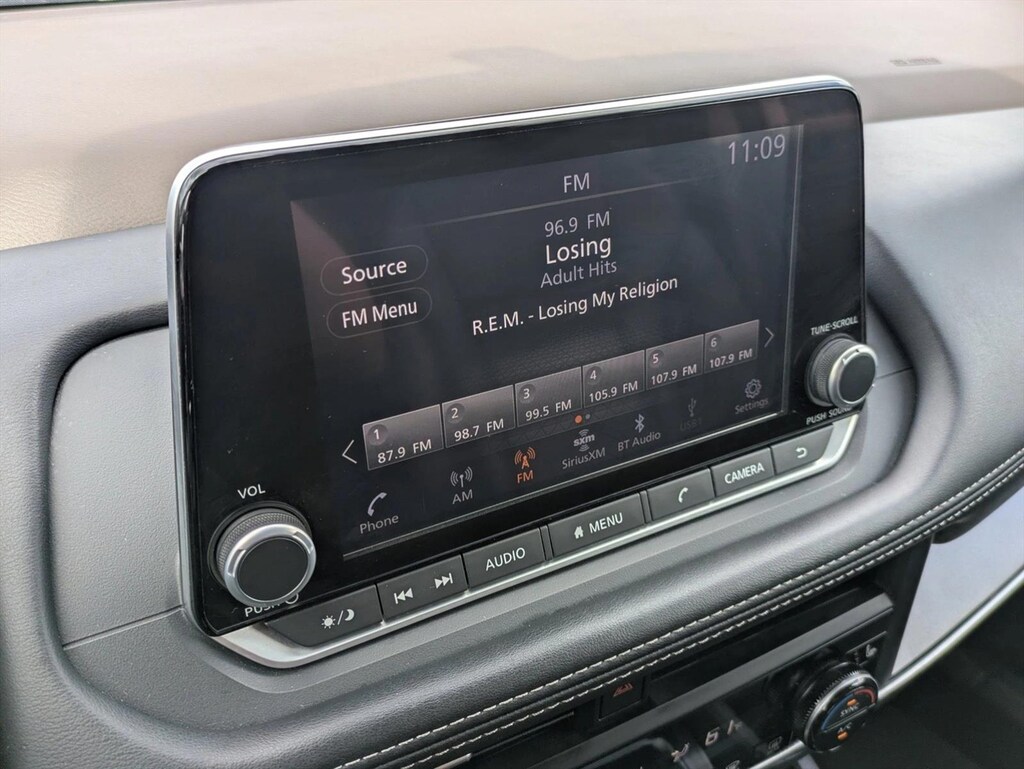 11:09
FM
96.9 FM
Losing
Adult Hits
R.E.M. - Losing My Religion
Source
FM Menu
1
87.9 FM
2
98.7 FM
3
99.5 FM
4
105.9 FM
5
107.9 FM
6
107.9 FM
Phone
AM
FM
sxm
SiriusXM
BT Audio
Settings
TUNE·SCROLL
PUSH SOUND
VOL
PUSH
AUDIO
MENU
CAMERA
SYNC
A/C